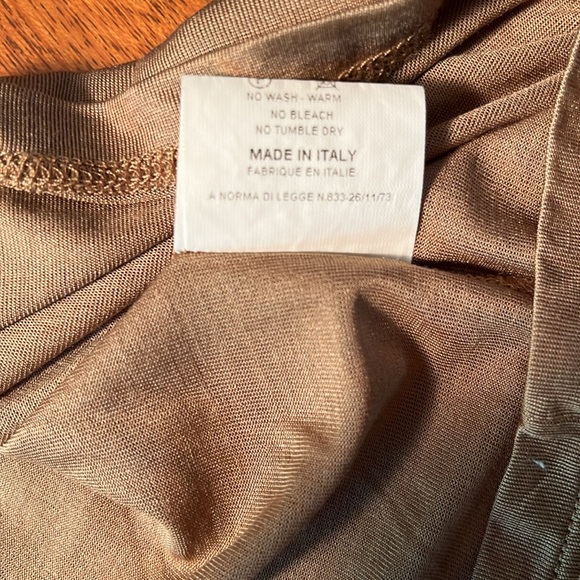 NO WASH - WARM
NO BLEACH
NO TUMBLE DRY
MADE IN ITALY
FABRIQUE EN ITALIE
A NORMA DI LEGGE N.833-26/11/73